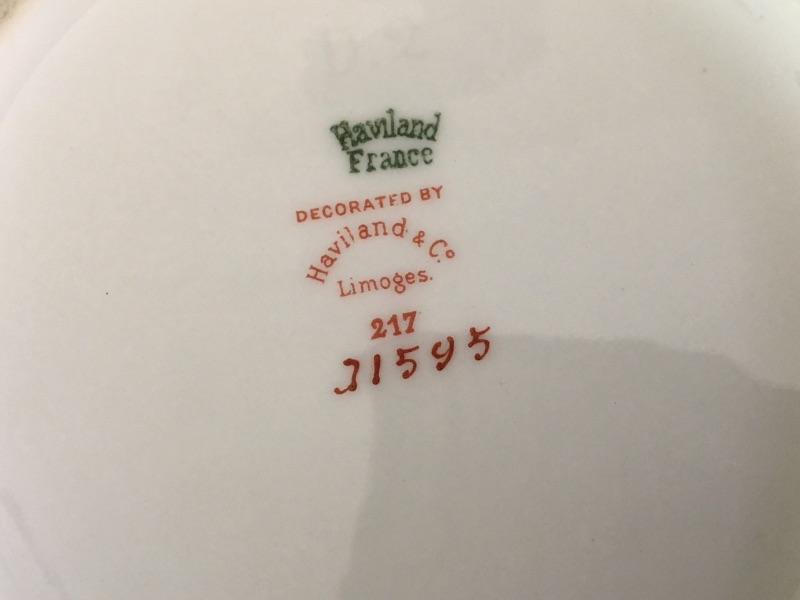 Haviland
France
DECORATED BY
Haviland & Co
Limoges.
217
31595